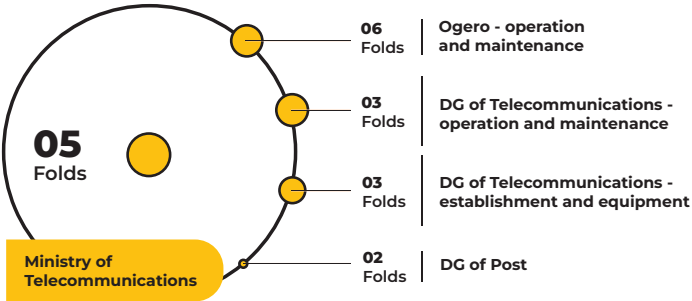 05
Folds
Ministry of
Telecommunications
06
Folds
Ogero - operation
and maintenance
03
Folds
DG of Telecommunications -
operation and maintenance
03
Folds
DG of Telecommunications -
establishment and equipment
02
Folds
DG of Post